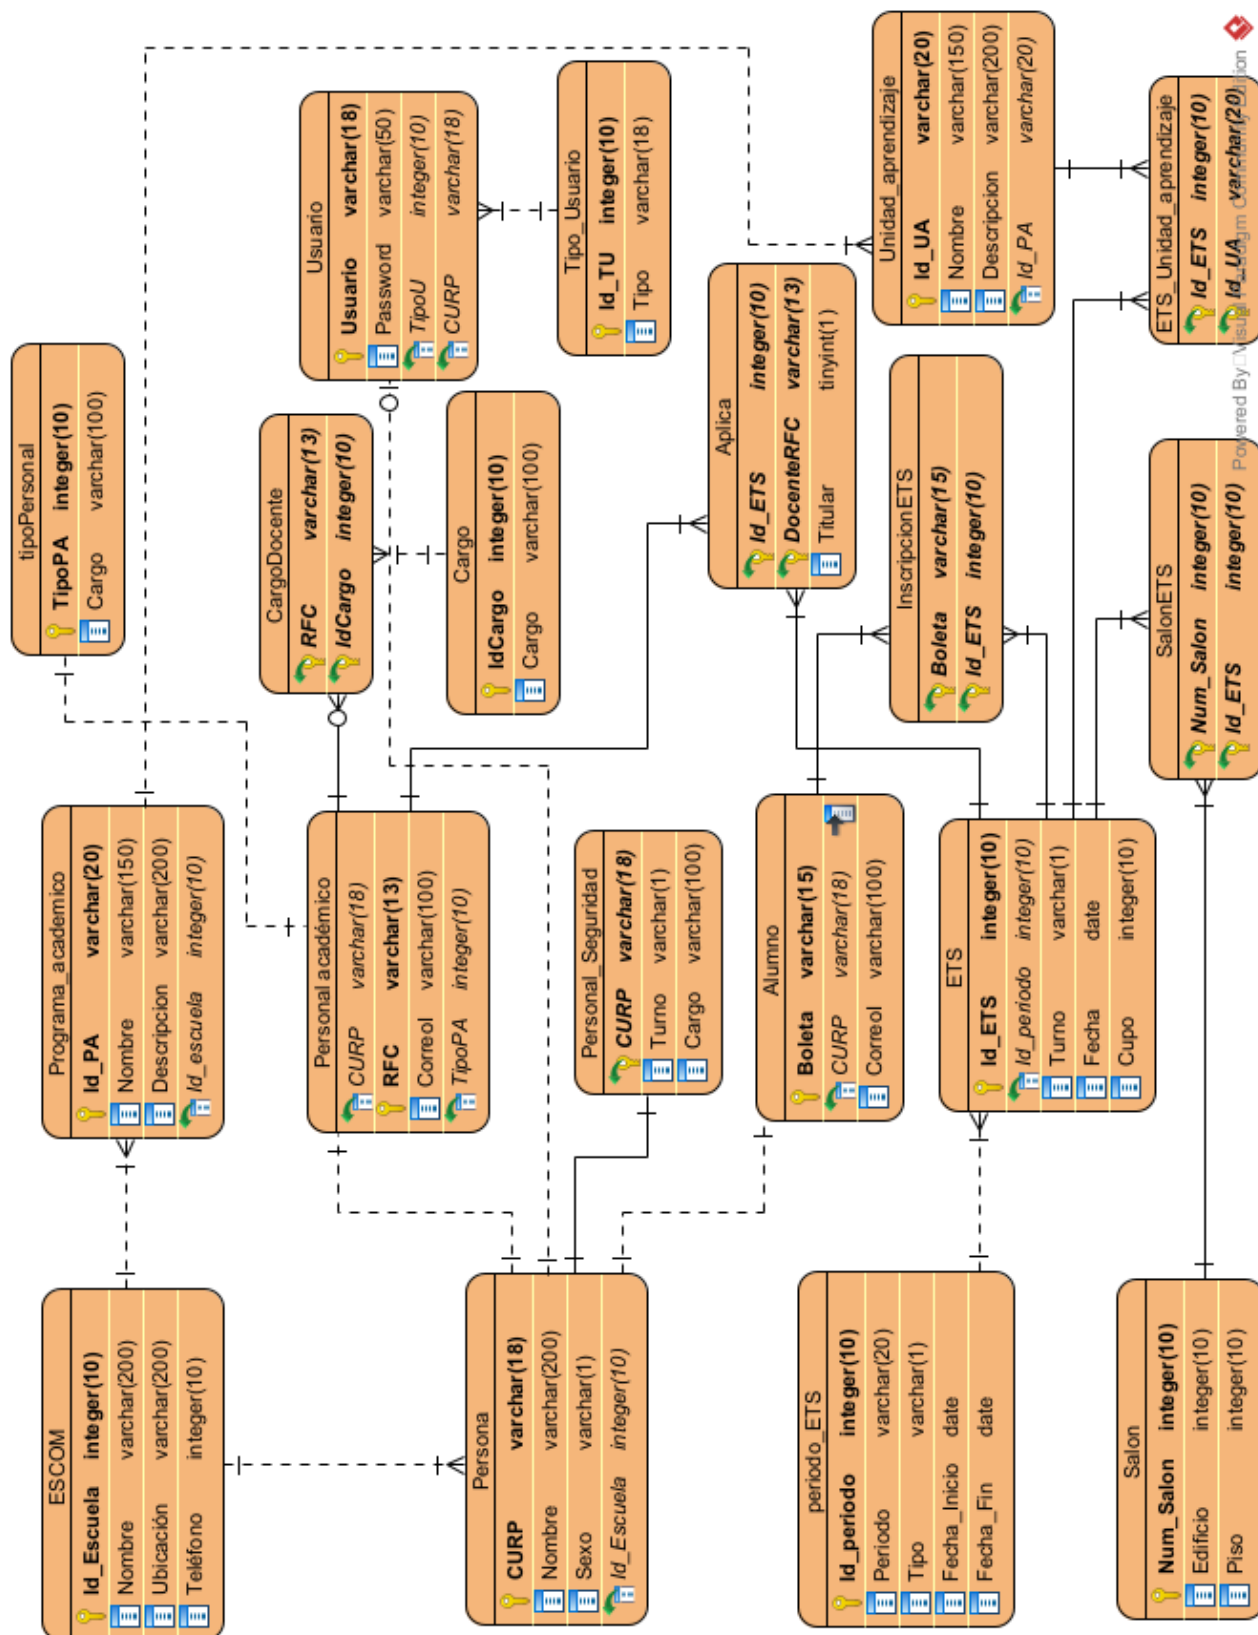 ESCOM
Id_Escuela integer(10)
Nombre varchar(200)
Ubicación varchar(200)
Teléfono integer(10)
Programa_academico
Id_PA varchar(20)
Nombre varchar(150)
Descripcion varchar(200)
Id_escuela integer(10)
tipoPersonal
TipoPA integer(10)
Cargo varchar(100)
Persona
CURP varchar(18)
Nombre varchar(200)
Sexo varchar(1)
Id_Escuela integer(10)
Personal académico
CURP varchar(18)
RFC varchar(13)
Correol varchar(100)
TipoPA integer(10)
CargoDocente
RFC varchar(13)
IdCargo integer(10)
Usuario
Usuario varchar(18)
Password varchar(50)
TipoU integer(10)
CURP varchar(18)
Cargo
IdCargo integer(10)
Cargo varchar(100)
Tipo_Usuario
Id_TU integer(10)
Tipo varchar(18)
Personal_Seguridad
CURP varchar(18)
Turno varchar(1)
Cargo varchar(100)
Alumno
Boleta varchar(15)
CURP varchar(18)
Correol varchar(100)
Aplica
Id_ETS integer(10)
DocenteRFC varchar(13)
Titular tinyint(1)
InscripcionETS
Boleta varchar(15)
Id_ETS integer(10)
Unidad_aprendizaje
Id_UA varchar(20)
Nombre varchar(150)
Descripcion varchar(200)
Id_PA varchar(20)
periodo_ETS
Id_periodo integer(10)
Periodo varchar(20)
Tipo varchar(1)
Fecha_Inicio date
Fecha_Fin date
ETS
Id_ETS integer(10)
Id_periodo integer(10)
Turno varchar(1)
Fecha date
Cupo integer(10)
Salon
Num_Salon integer(10)
Edificio integer(10)
Piso integer(10)
SalonETS
Num_Salon integer(10)
Id_ETS integer(10)
ETS_Unidad_aprendizaje
Id_ETS integer(10)
Id_UA varchar(20)
Powered By Visual Paradigm Community Edition